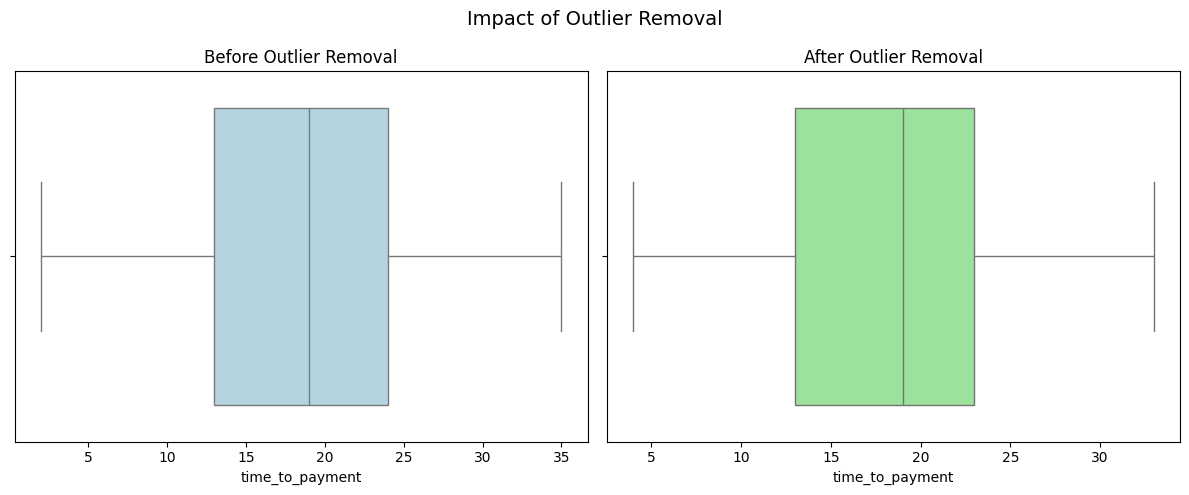 Impact of Outlier Removal
Before Outlier Removal
5 10 15 20 25 30 35
time_to_payment
After Outlier Removal
5 10 15 20 25 30
time_to_payment